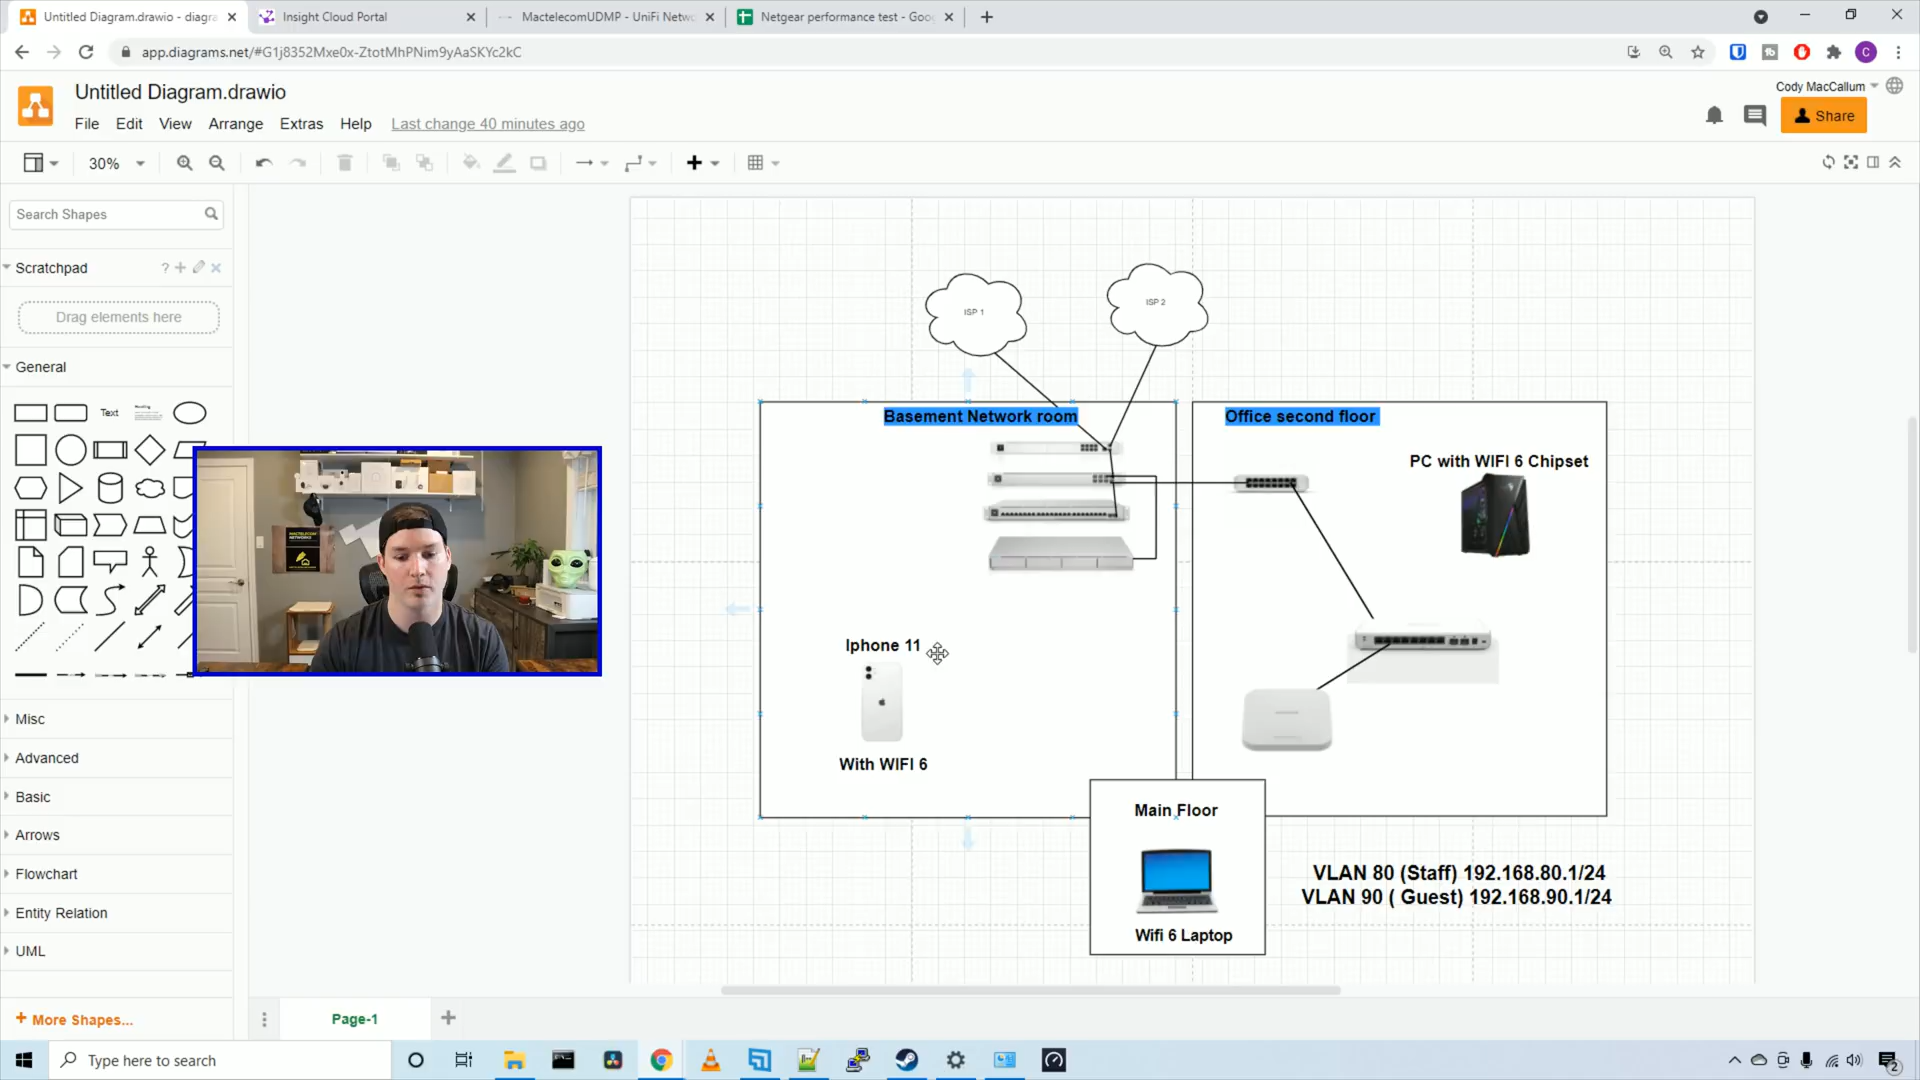 Untitled Diagram.drawio - diagra
Insight Cloud Portal
MactelecomUDMP - UniFi Netwo
Netgear performance test - Goo
app.diagrams.net/#G1j8352Mxe0x-ZtotMhPNim9yAaSKYc2kC
Untitled Diagram.drawio
Cody MacCallum
File Edit View Arrange Extras Help Last change 40 minutes ago
Share
30%
Search Shapes
Scratchpad
Drag elements here
General
Text
Heading
ISP 1
ISP 2
Basement Network room
Office second floor
PC with WIFI 6 Chipset
Iphone 11
With WIFI 6
Main Floor
Wifi 6 Laptop
VLAN 80 (Staff) 192.168.80.1/24
VLAN 90 ( Guest) 192.168.90.1/24
Misc
Advanced
Basic
Arrows
Flowchart
Entity Relation
UML
+ More Shapes...
Page-1
Type here to search
2